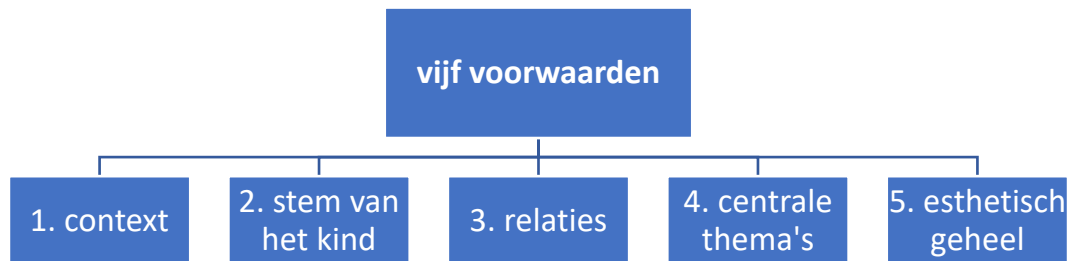 vijf voorwaarden
1. context
2. stem van
het kind
3. relaties
4. centrale
thema's
5. esthetisch
geheel